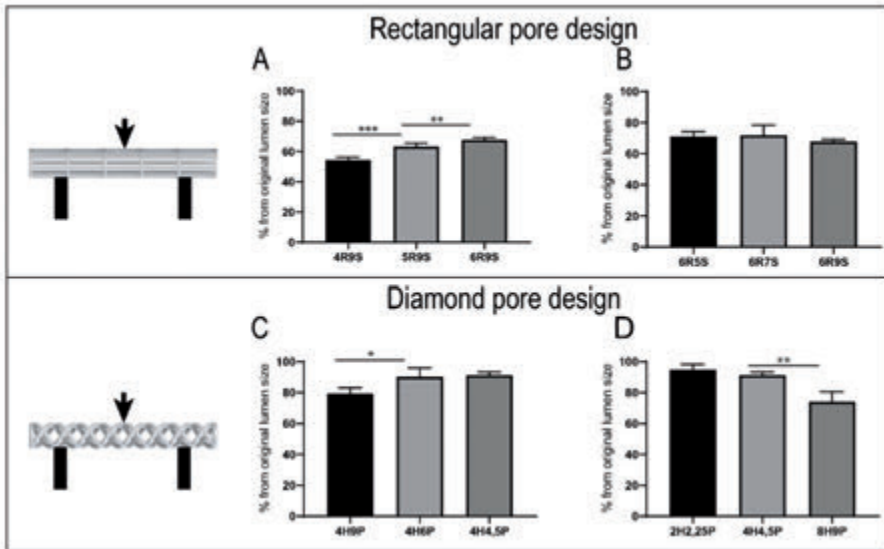 Rectangular pore design
A
B
% from original lumen size
100
80
60
40
20
0
***
**
4R9S
5R9S
6R9S
% from original lumen size
100
80
60
40
20
0
6R5S
6R7S
6R9S
Diamond pore design
C
D
% from original lumen size
100
80
60
40
20
0
*
4H9P
4H6P
4H4,5P
% from original lumen size
100
80
60
40
20
0
**
2H2,25P
4H4,5P
8H9P